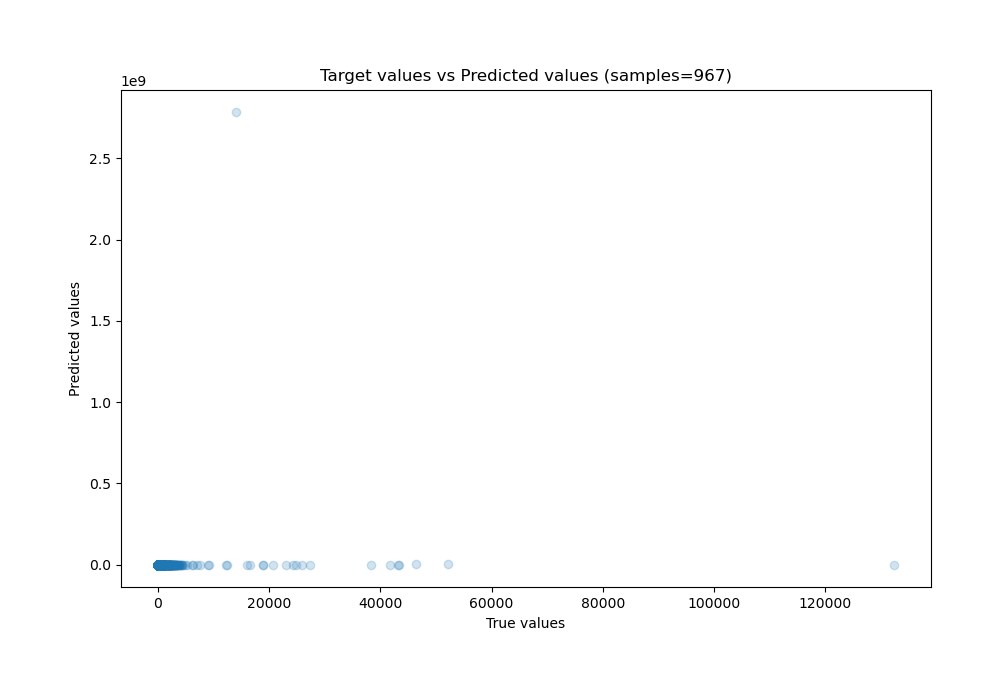 Target values vs Predicted values (samples=967)
1e9
2.5
2.0
1.5
1.0
0.5
0.0
Predicted values
0 20000 40000 60000 80000 100000 120000
True values